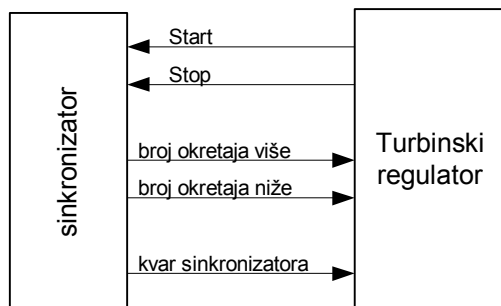 sinkronizator
Start
Stop
broj okretaja više
broj okretaja niže
kvar sinkronizatora
Turbinski
regulator